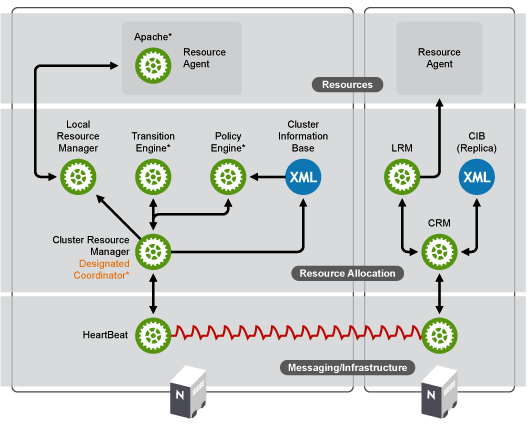 Apache*
Resource
Agent
Resource
Agent
Resources
Local
Resource
Manager
Transition
Engine*
Policy
Engine*
Cluster
Information
Base
XML
LRM
CIB
(Replica)
XML
CRM
Cluster Resource
Manager
Designated
Coordinator*
Resource Allocation
HeartBeat
Messaging/Infrastructure
N
N